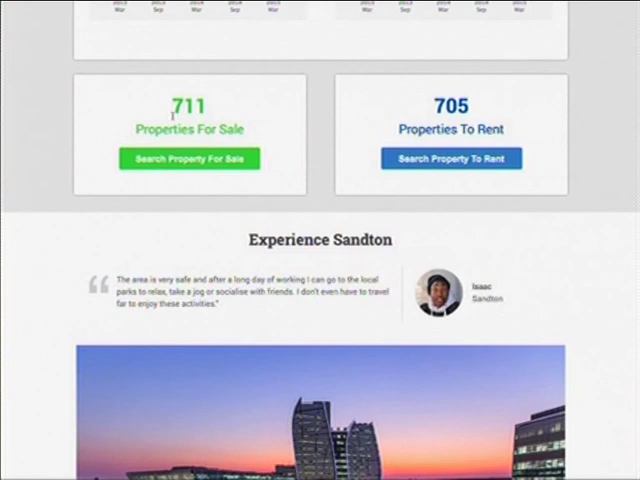 711
Properties For Sale
Search Property For Sale
705
Properties To Rent
Search Property To Rent
Experience Sandton
The area is very safe and after a long day of working I can go to the local
parks to relax, take a jog or socialise with friends. I don't even have to travel
far to enjoy these activities."
Isaac
Sandton